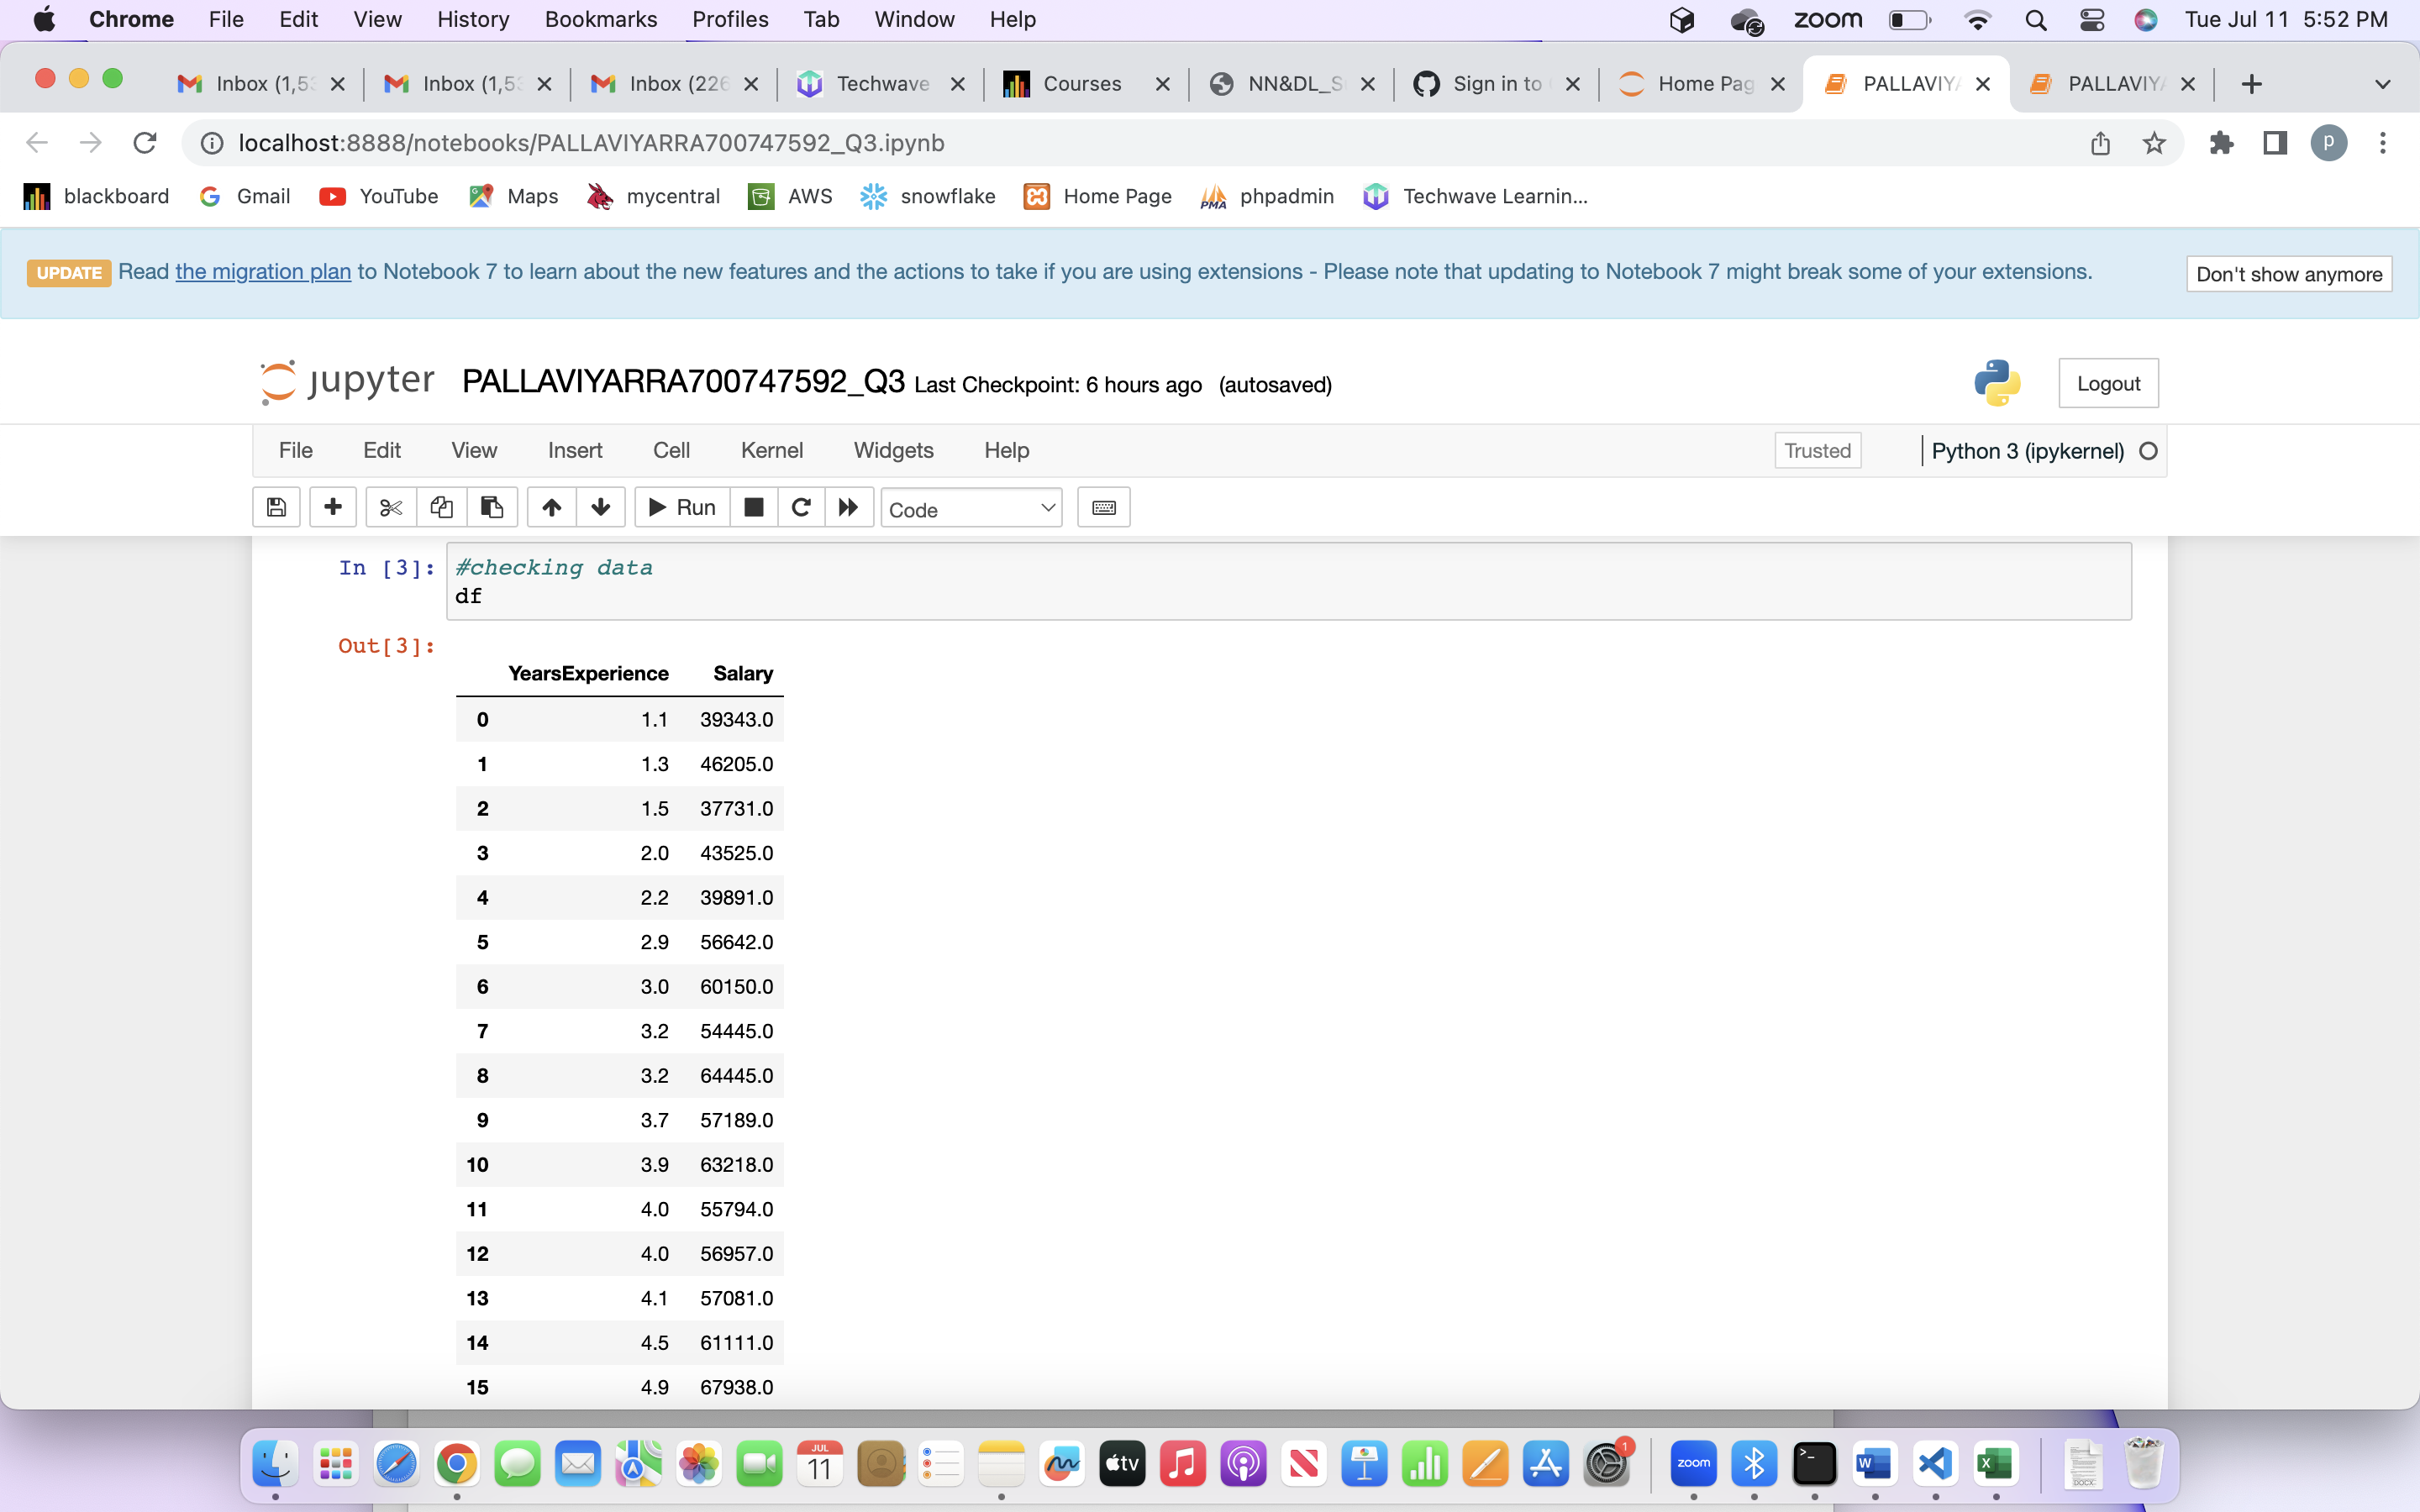 Chrome File Edit View History Bookmarks Profiles Tab Window Help zoom Tue Jul 11 5:52 PM
Inbox (1,53 Inbox (1,53 Inbox (226 Techwave Courses NN&DL_S Sign in to Home Pag PALLAVIY PALLAVIY
localhost:8888/notebooks/PALLAVIYARRA700747592_Q3.ipynb p
blackboard Gmail YouTube Maps mycentral AWS snowflake Home Page PMA phpadmin Techwave Learnin...
UPDATE Read the migration plan to Notebook 7 to learn about the new features and the actions to take if you are using extensions - Please note that updating to Notebook 7 might break some of your extensions. Don't show anymore
jupyter PALLAVIYARRA700747592_Q3 Last Checkpoint: 6 hours ago (autosaved) Logout
File Edit View Insert Cell Kernel Widgets Help Trusted Python 3 (ipykernel)
Run Code
In [3]: #checking data
df
Out[3]:
YearsExperience Salary
0 1.1 39343.0
1 1.3 46205.0
2 1.5 37731.0
3 2.0 43525.0
4 2.2 39891.0
5 2.9 56642.0
6 3.0 60150.0
7 3.2 54445.0
8 3.2 64445.0
9 3.7 57189.0
10 3.9 63218.0
11 4.0 55794.0
12 4.0 56957.0
13 4.1 57081.0
14 4.5 61111.0
15 4.9 67938.0
JUL 11 tv 1 zoom >_ W X DOCX